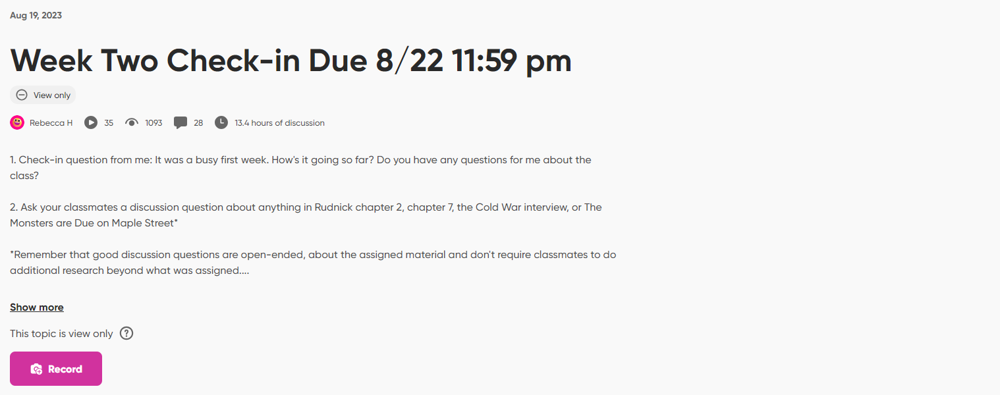 Aug 19, 2023
Week Two Check-in Due 8/22 11:59 pm
View only
Rebecca H 35 1093 28 13.4 hours of discussion
1. Check-in question from me: It was a busy first week. How's it going so far? Do you have any questions for me about the
class?
2. Ask your classmates a discussion question about anything in Rudnick chapter 2, chapter 7, the Cold War interview, or The
Monsters are Due on Maple Street*
*Remember that good discussion questions are open-ended, about the assigned material and don't require classmates to do
additional research beyond what was assigned....
Show more
This topic is view only ?
Record